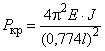 Pкр = 4π²E · J / (0,774l)²